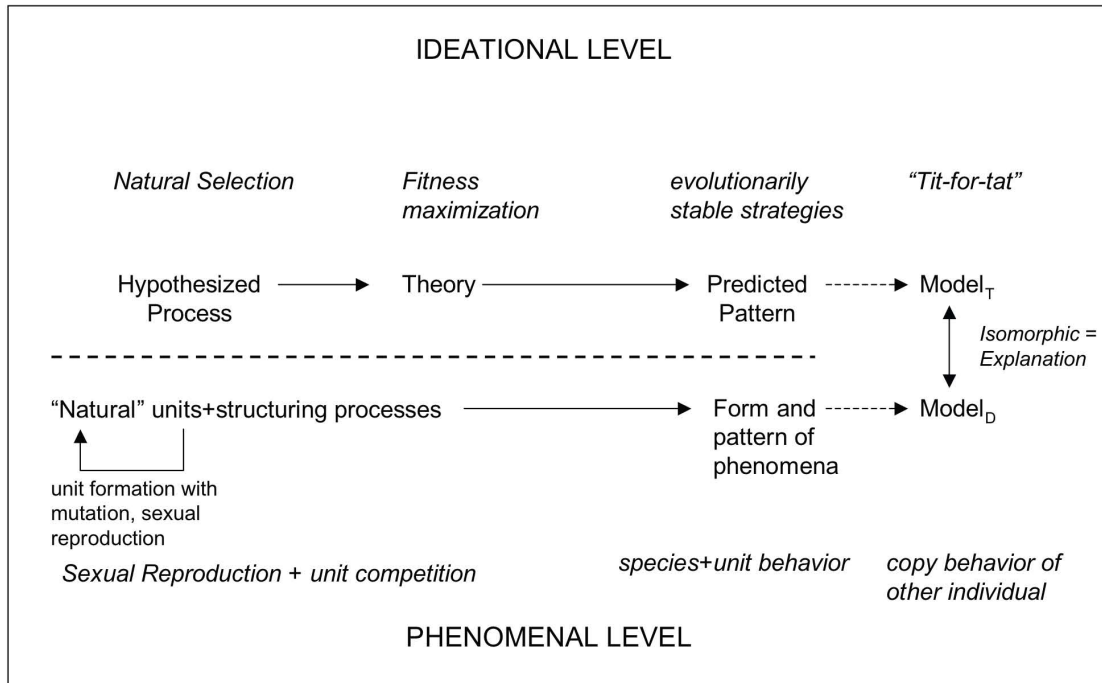 IDEATIONAL LEVEL
Natural Selection
Fitness
maximization
evolutionarily
stable strategies
“Tit-for-tat”
Hypothesized
Process
Theory
Predicted
Pattern
Model_T
Isomorphic =
Explanation
“Natural” units+structuring processes
Form and
pattern of
phenomena
Model_D
unit formation with
mutation, sexual
reproduction
Sexual Reproduction + unit competition
species+unit behavior
copy behavior of
other individual
PHENOMENAL LEVEL